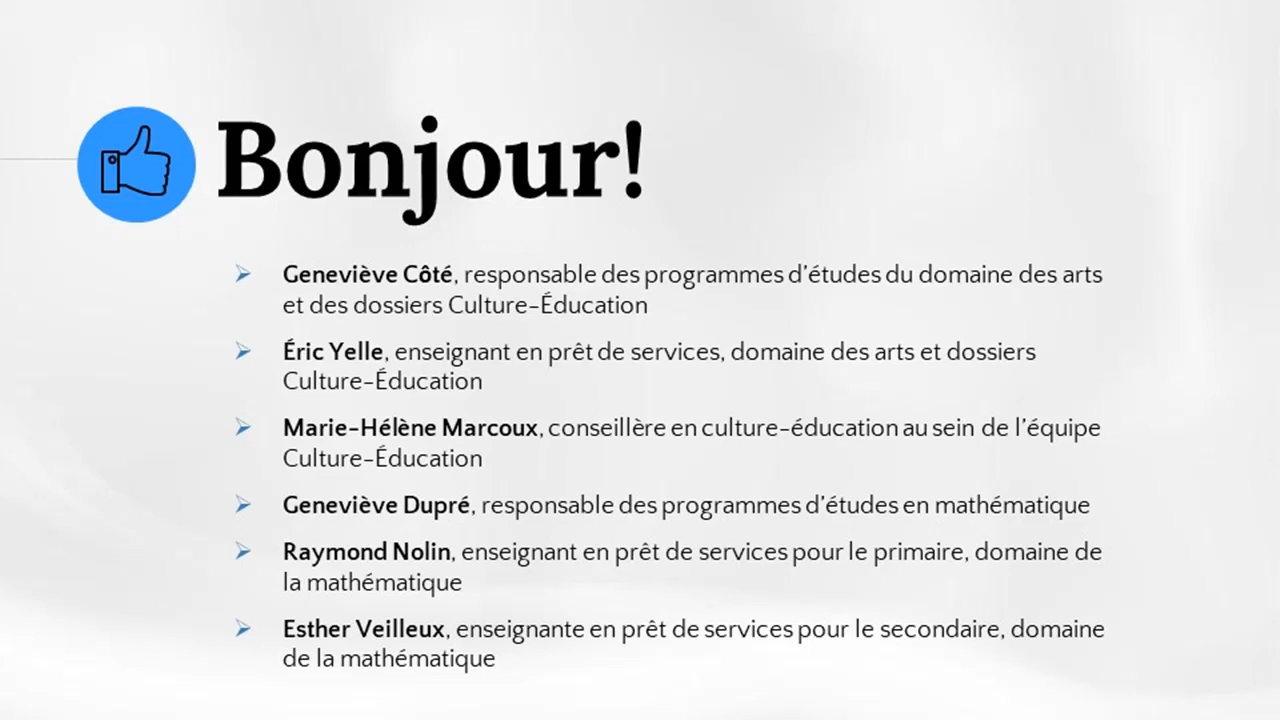 Bonjour!
Geneviève Côté, responsable des programmes d’études du domaine des arts
et des dossiers Culture-Éducation
Éric Yelle, enseignant en prêt de services, domaine des arts et dossiers
Culture-Éducation
Marie-Hélène Marcoux, conseillère en culture-éducation au sein de l’équipe
Culture-Éducation
Geneviève Dupré, responsable des programmes d’études en mathématique
Raymond Nolin, enseignant en prêt de services pour le primaire, domaine de
la mathématique
Esther Veilleux, enseignante en prêt de services pour le secondaire, domaine
de la mathématique